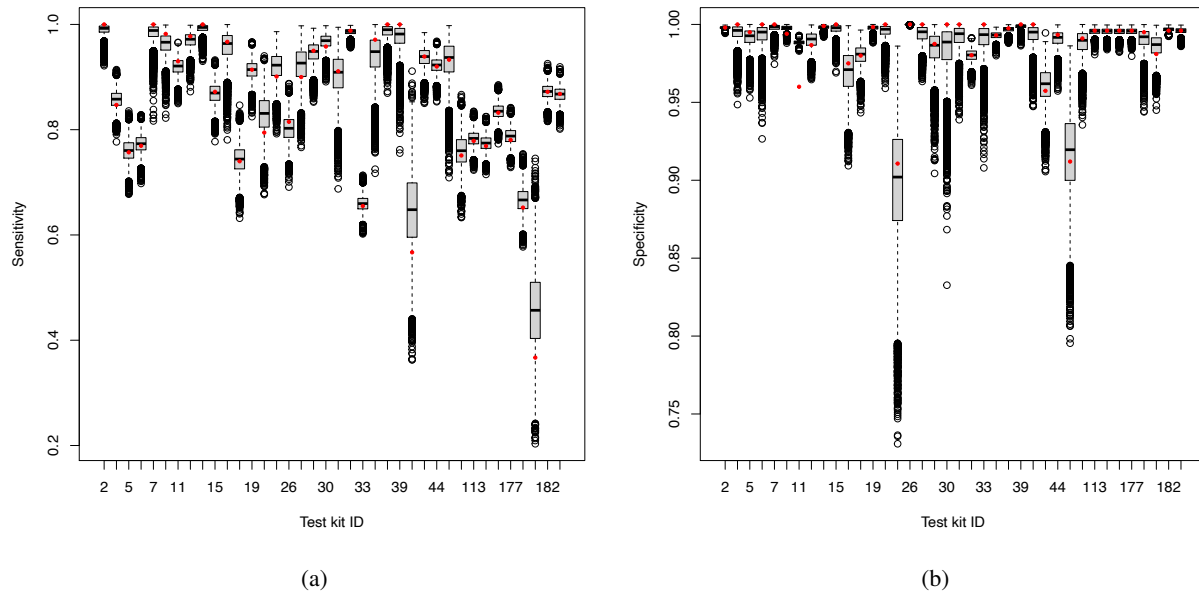 1.0
0.8
0.6
0.4
0.2
Sensitivity
2 5 7 11 15 19 26 30 39 44 113 177 182
Test kit ID
(a)
1.00
0.95
0.90
0.85
0.80
0.75
Specificity
2 5 7 11 15 19 26 30 33 39 44 113 177 182
Test kit ID
(b)